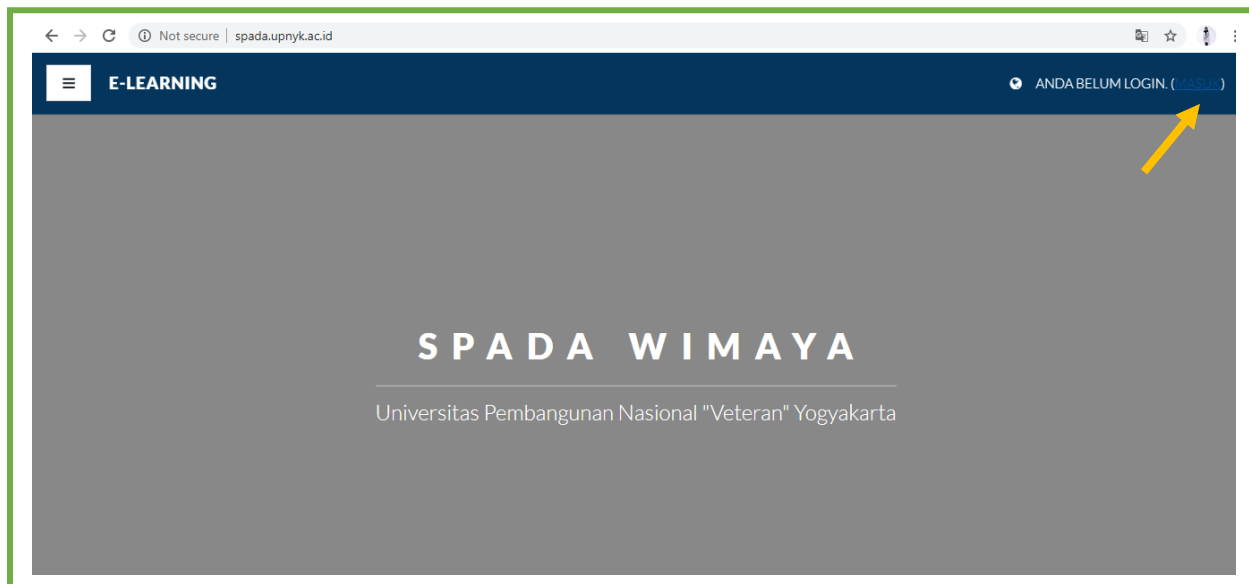 Not secure | spada.upnyk.ac.id
E-LEARNING
ANDA BELUM LOGIN. (MASUK)
SPADA WIMAYA
Universitas Pembangunan Nasional "Veteran" Yogyakarta